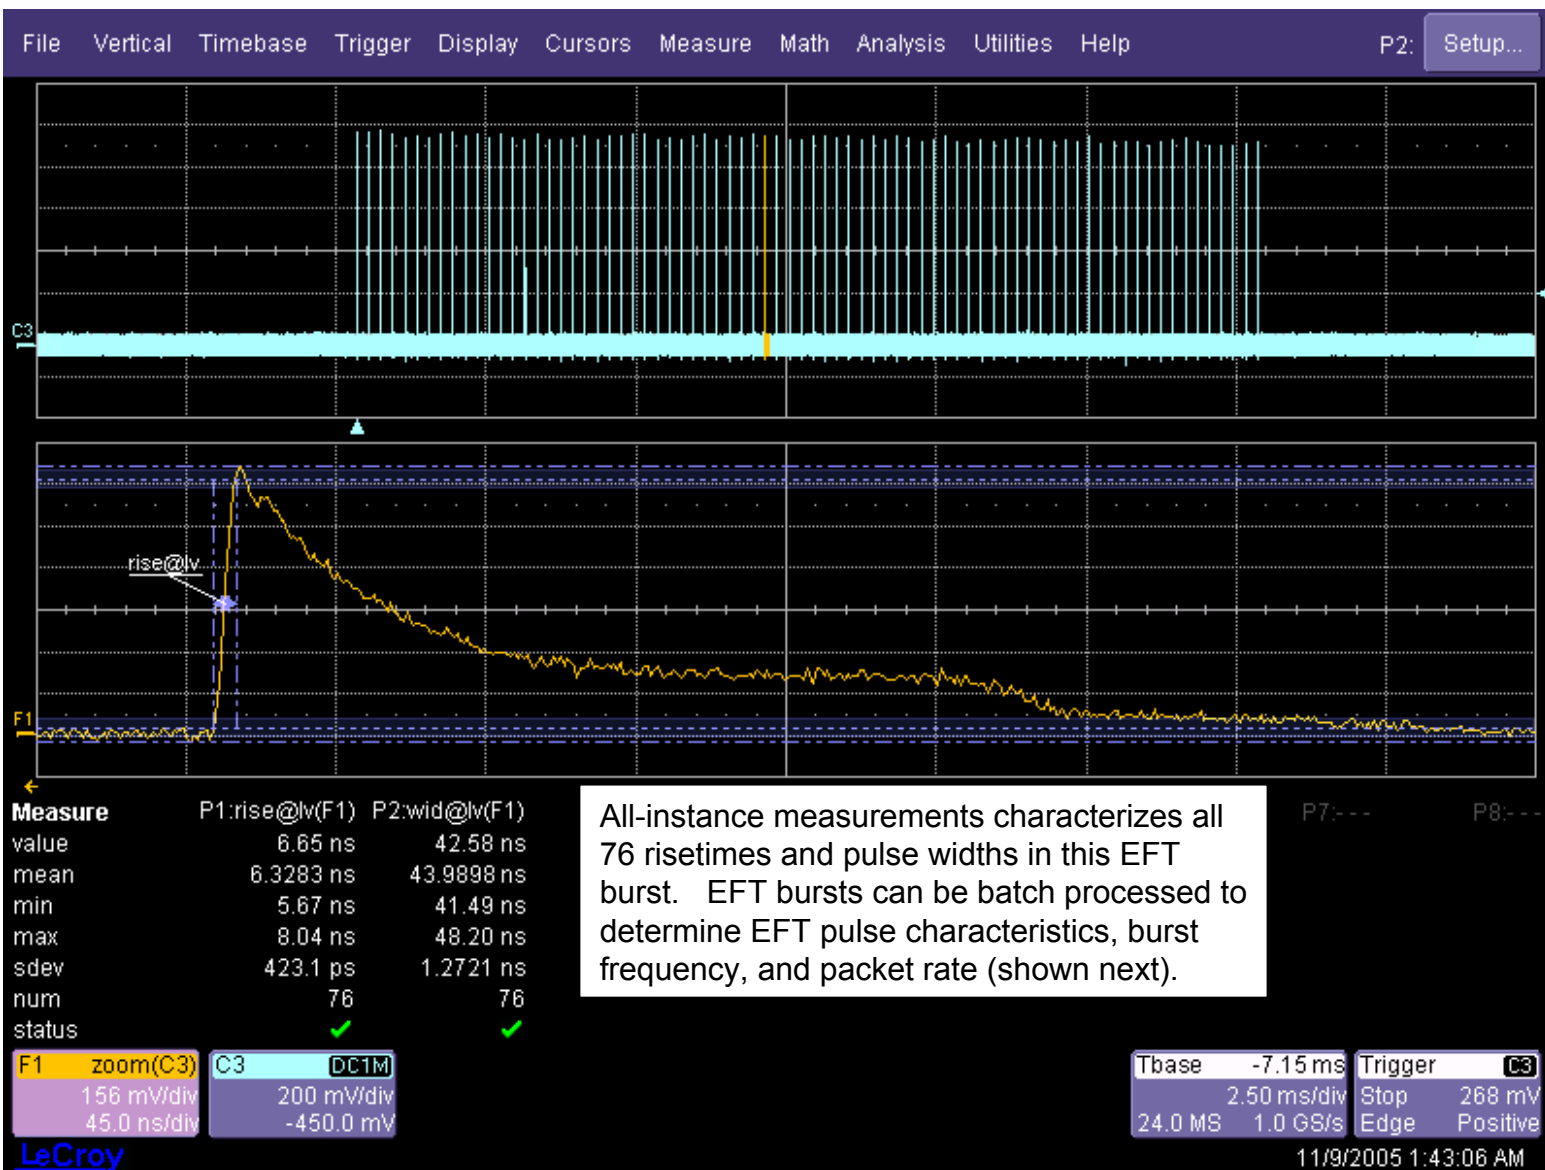 File Vertical Timebase Trigger Display Cursors Measure Math Analysis Utilities Help P2: Setup...
C3
rise@lv
F1
Measure P1:rise@lv(F1) P2:wid@lv(F1) P7:- - - P8:- - -
value 6.65 ns 42.58 ns
mean 6.3283 ns 43.9898 ns
min 5.67 ns 41.49 ns
max 8.04 ns 48.20 ns
sdev 423.1 ps 1.2721 ns
num 76 76
status
All-instance measurements characterizes all
76 risetimes and pulse widths in this EFT
burst. EFT bursts can be batch processed to
determine EFT pulse characteristics, burst
frequency, and packet rate (shown next).
F1 zoom(C3) C3 DC1M Tbase -7.15 ms Trigger C3
156 mV/div 200 mV/div 2.50 ms/div Stop 268 mV
45.0 ns/div -450.0 mV 24.0 MS 1.0 GS/s Edge Positive
LeCroy 11/9/2005 1:43:06 AM